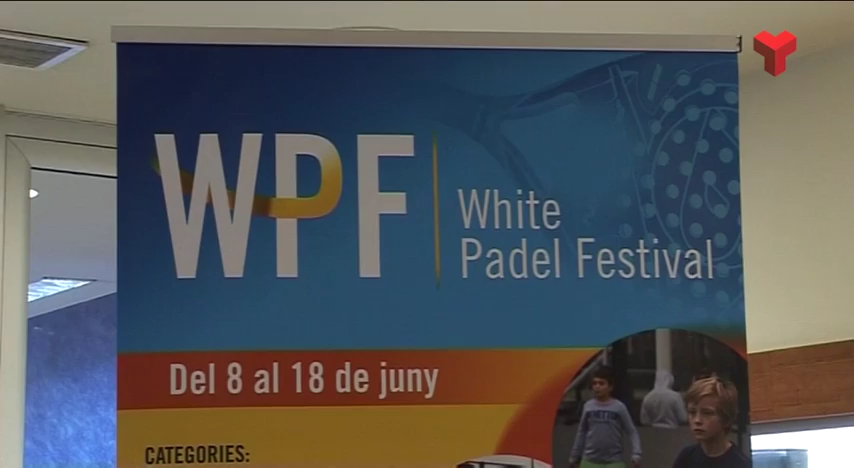 WPF
White
Padel Festival
Del 8 al 18 de juny
CATEGORIES: